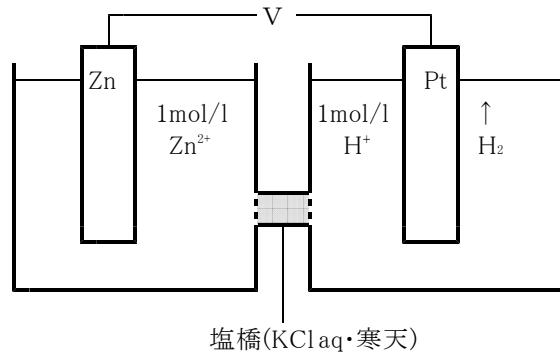 V
Zn
Pt
1mol/l
Zn²⁺
1mol/l
H⁺
↑
H₂
塩橋(KClaq・寒天)